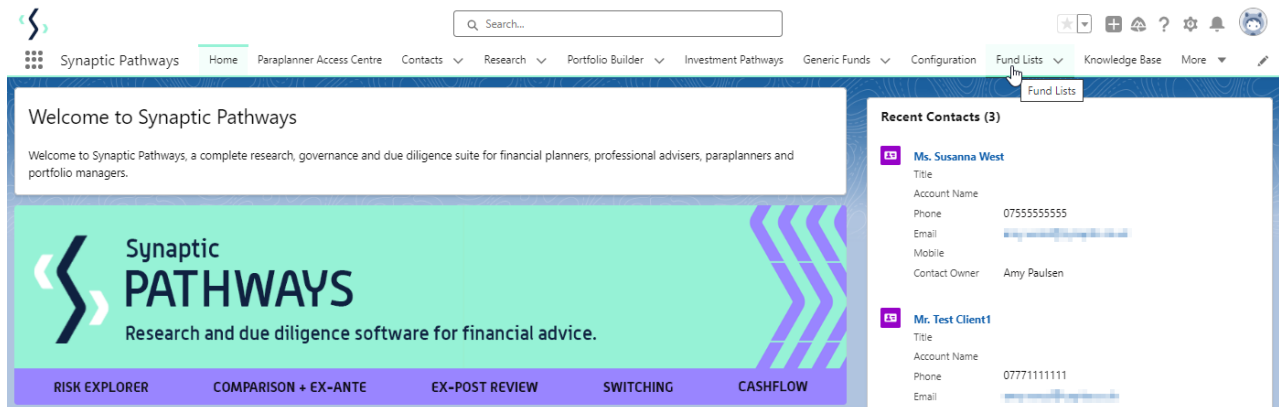 Search...
Synaptic Pathways Home Paraplanner Access Centre Contacts Research Portfolio Builder Investment Pathways Generic Funds Configuration Fund Lists Knowledge Base More
Fund Lists
Welcome to Synaptic Pathways
Welcome to Synaptic Pathways, a complete research, governance and due diligence suite for financial planners, professional advisers, paraplanners and
portfolio managers.
Synaptic
PATHWAYS
Research and due diligence software for financial advice.
RISK EXPLORER COMPARISON + EX-ANTE EX-POST REVIEW SWITCHING CASHFLOW
Recent Contacts (3)
Ms. Susanna West
Title
Account Name
Phone 07555555555
Email
Mobile
Contact Owner Amy Paulsen
Mr. Test Client1
Title
Account Name
Phone 07771111111
Email